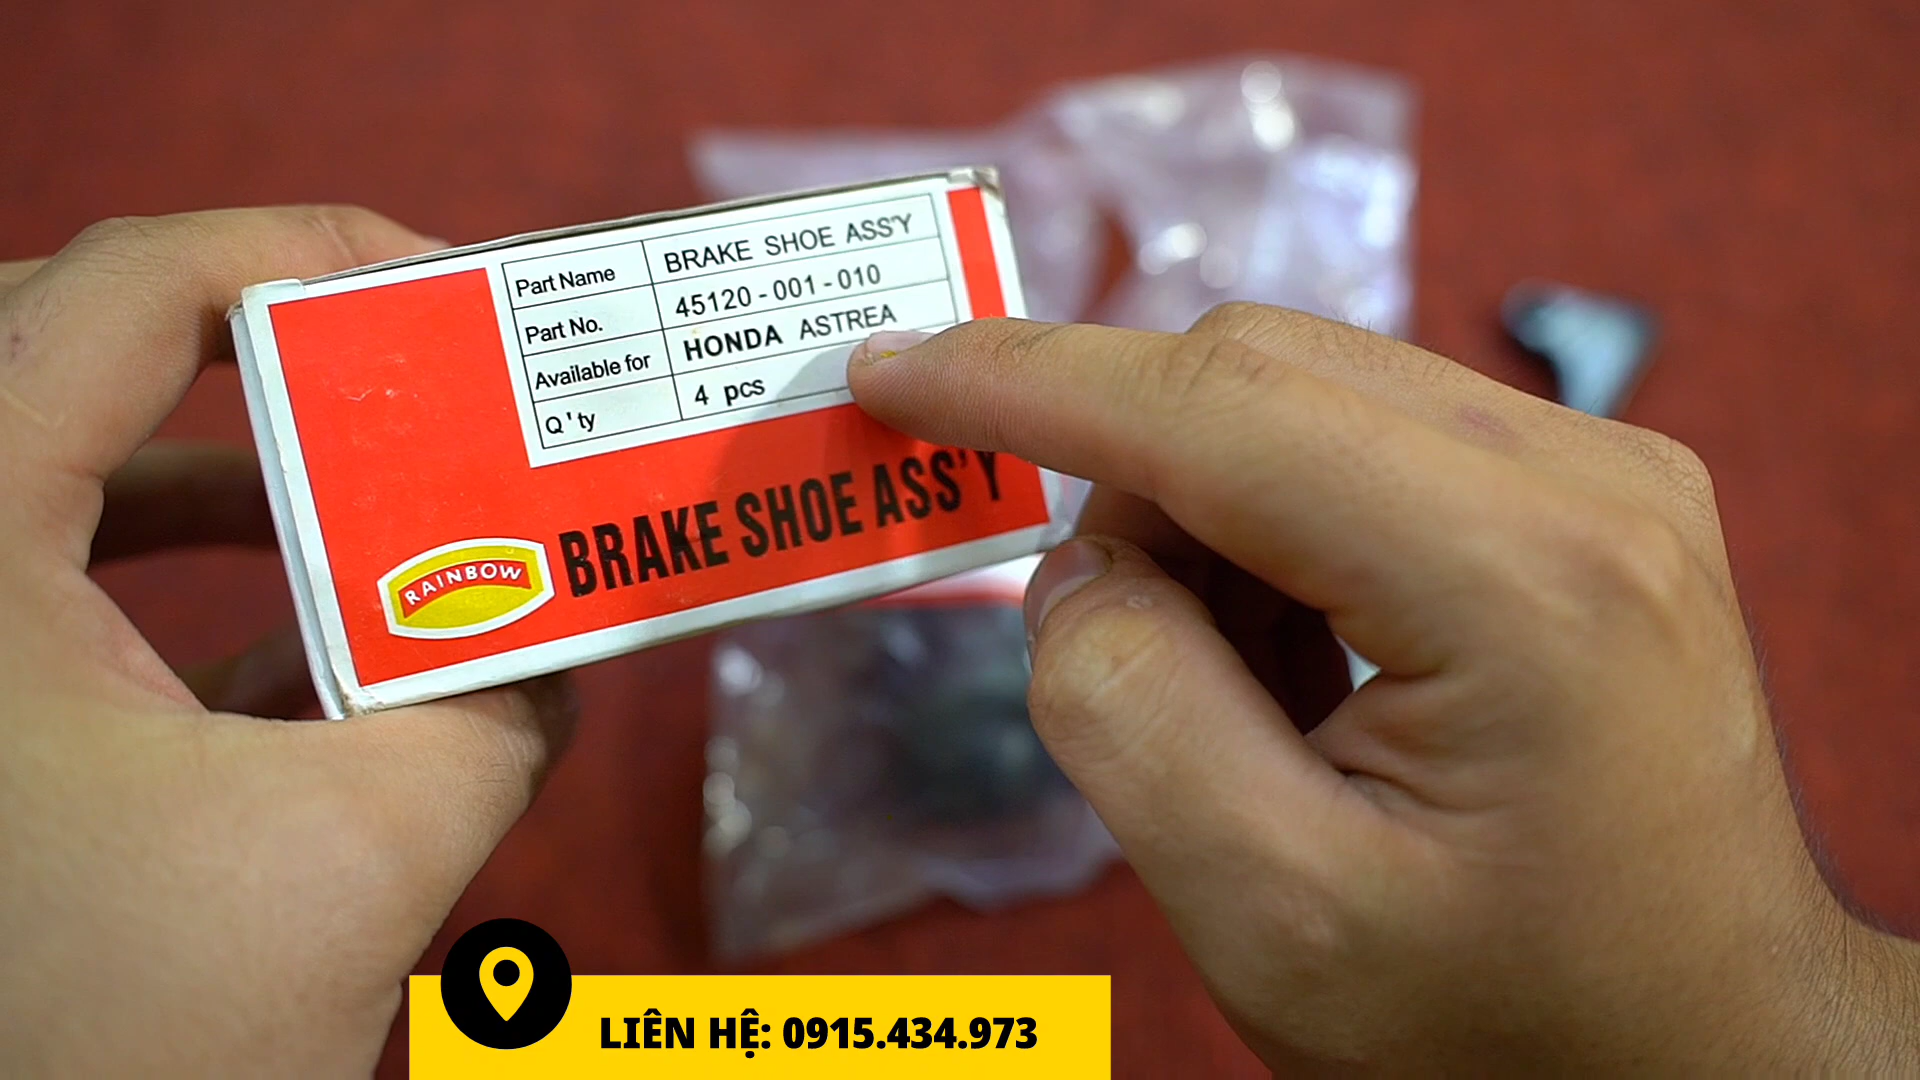 Part Name BRAKE SHOE ASS'Y
Part No. 45120-001-010
Available for HONDA ASTREA
Q'ty 4 pcs
RAINBOW BRAKE SHOE ASS'Y
LIÊN HỆ: 0915.434.973